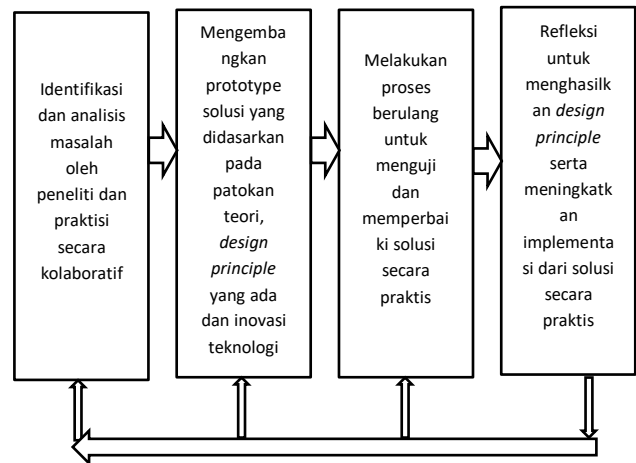 Identifikasi
dan analisis
masalah
oleh
peneliti dan
praktisi
secara
kolaboratif
Mengemba
ngkan
prototype
solusi yang
didasarkan
pada
patokan
teori,
design
principle
yang ada
dan inovasi
teknologi
Melakukan
proses
berulang
untuk
menguji
dan
memperbai
ki solusi
secara
praktis
Refleksi
untuk
menghasilk
an design
principle
serta
meningkatk
an
implementa
si dari solusi
secara
praktis